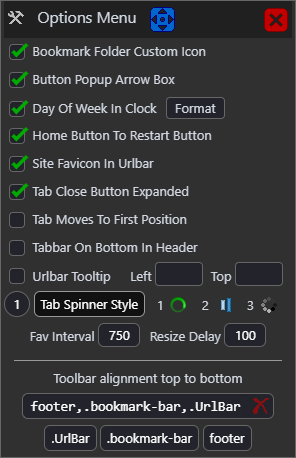 Options Menu
Bookmark Folder Custom Icon
Button Popup Arrow Box
Day Of Week In Clock Format
Home Button To Restart Button
Site Favicon In Urlbar
Tab Close Button Expanded
Tab Moves To First Position
Tabbar On Bottom In Header
Urlbar Tooltip Left Top
1 Tab Spinner Style 1 2 3
Fav Interval 750 Resize Delay 100
Toolbar alignment top to bottom
footer,.bookmark-bar,.UrlBar
.UrlBar .bookmark-bar footer